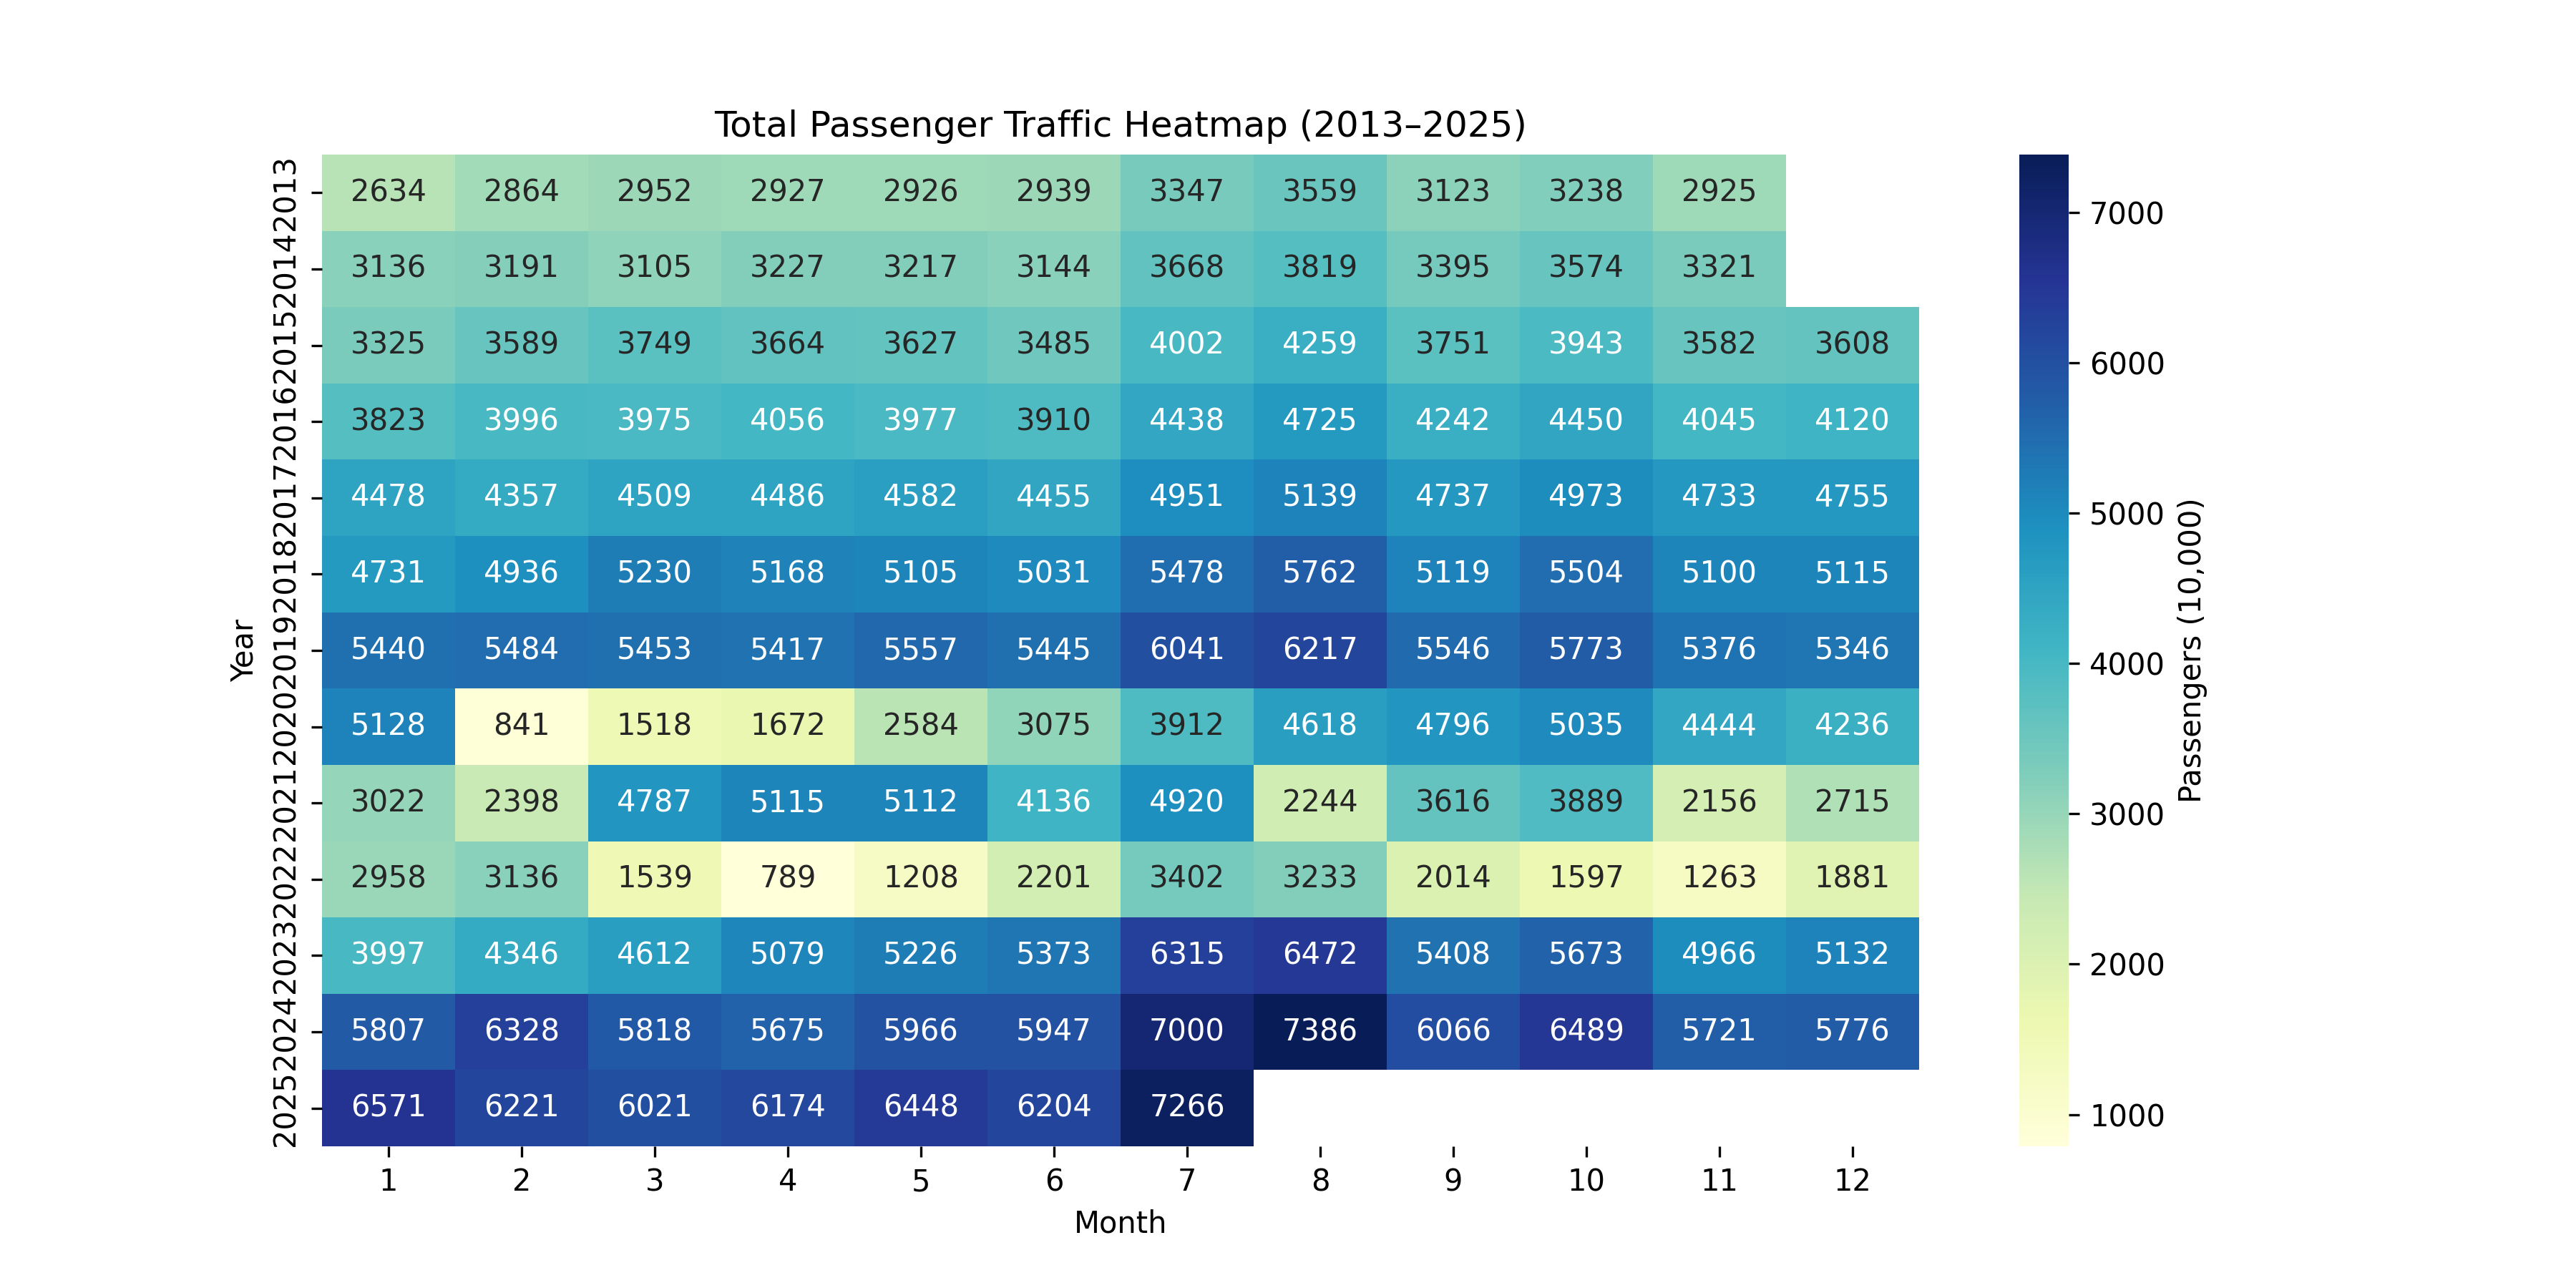 Total Passenger Traffic Heatmap (2013–2025)
2013 2634 2864 2952 2927 2926 2939 3347 3559 3123 3238 2925
2014 3136 3191 3105 3227 3217 3144 3668 3819 3395 3574 3321
2015 3325 3589 3749 3664 3627 3485 4002 4259 3751 3943 3582 3608
2016 3823 3996 3975 4056 3977 3910 4438 4725 4242 4450 4045 4120
2017 4478 4357 4509 4486 4582 4455 4951 5139 4737 4973 4733 4755
2018 4731 4936 5230 5168 5105 5031 5478 5762 5119 5504 5100 5115
2019 5440 5484 5453 5417 5557 5445 6041 6217 5546 5773 5376 5346
2020 5128 841 1518 1672 2584 3075 3912 4618 4796 5035 4444 4236
2021 3022 2398 4787 5115 5112 4136 4920 2244 3616 3889 2156 2715
2022 2958 3136 1539 789 1208 2201 3402 3233 2014 1597 1263 1881
2023 3997 4346 4612 5079 5226 5373 6315 6472 5408 5673 4966 5132
2024 5807 6328 5818 5675 5966 5947 7000 7386 6066 6489 5721 5776
2025 6571 6221 6021 6174 6448 6204 7266
1 2 3 4 5 6 7 8 9 10 11 12
Month
Year
7000
6000
5000
4000
3000
2000
1000
Passengers (10,000)